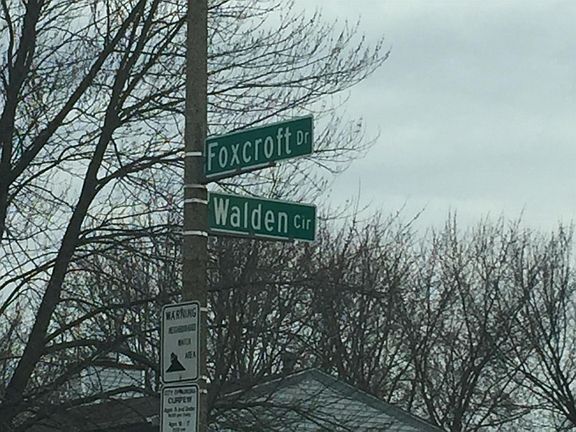 Foxcroft Dr
Walden Cir
WARNING
NEIGHBORHOOD
WATCH
AREA
CURFEW